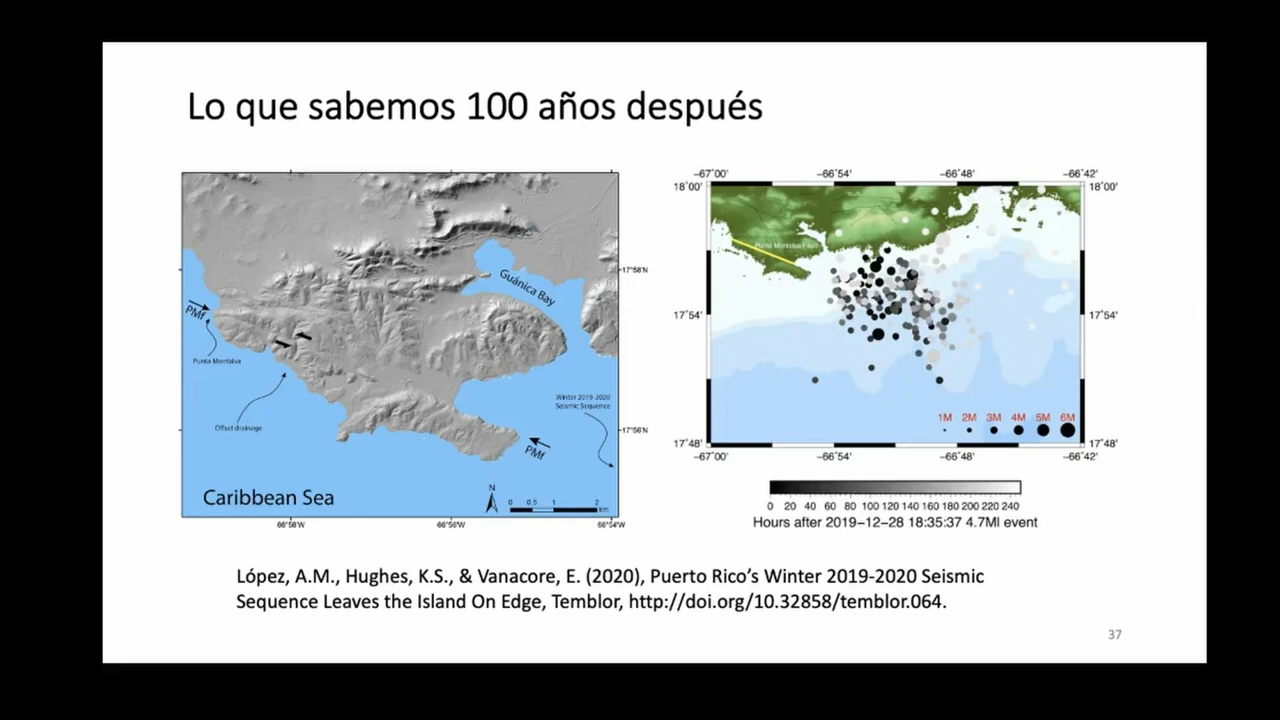 Lo que sabemos 100 años después
Guánica Bay
PMf
Punta Montalva
Offset drainage
Winter 2019-2020
Seismic Sequence
PMf
Caribbean Sea
N
0 0.5 1 2
km
17°58'N
17°56'N
66°58'W 66°56'W 66°54'W
−67°00' −66°54' −66°48' −66°42'
18°00' 18°00'
Punta Montalva Fault
17°54' 17°54'
1M 2M 3M 4M 5M 6M
17°48' 17°48'
−67°00' −66°54' −66°48' −66°42'
0 20 40 60 80 100 120 140 160 180 200 220 240
Hours after 2019−12−28 18:35:37 4.7Ml event
López, A.M., Hughes, K.S., & Vanacore, E. (2020), Puerto Rico’s Winter 2019-2020 Seismic
Sequence Leaves the Island On Edge, Temblor, http://doi.org/10.32858/temblor.064.
37